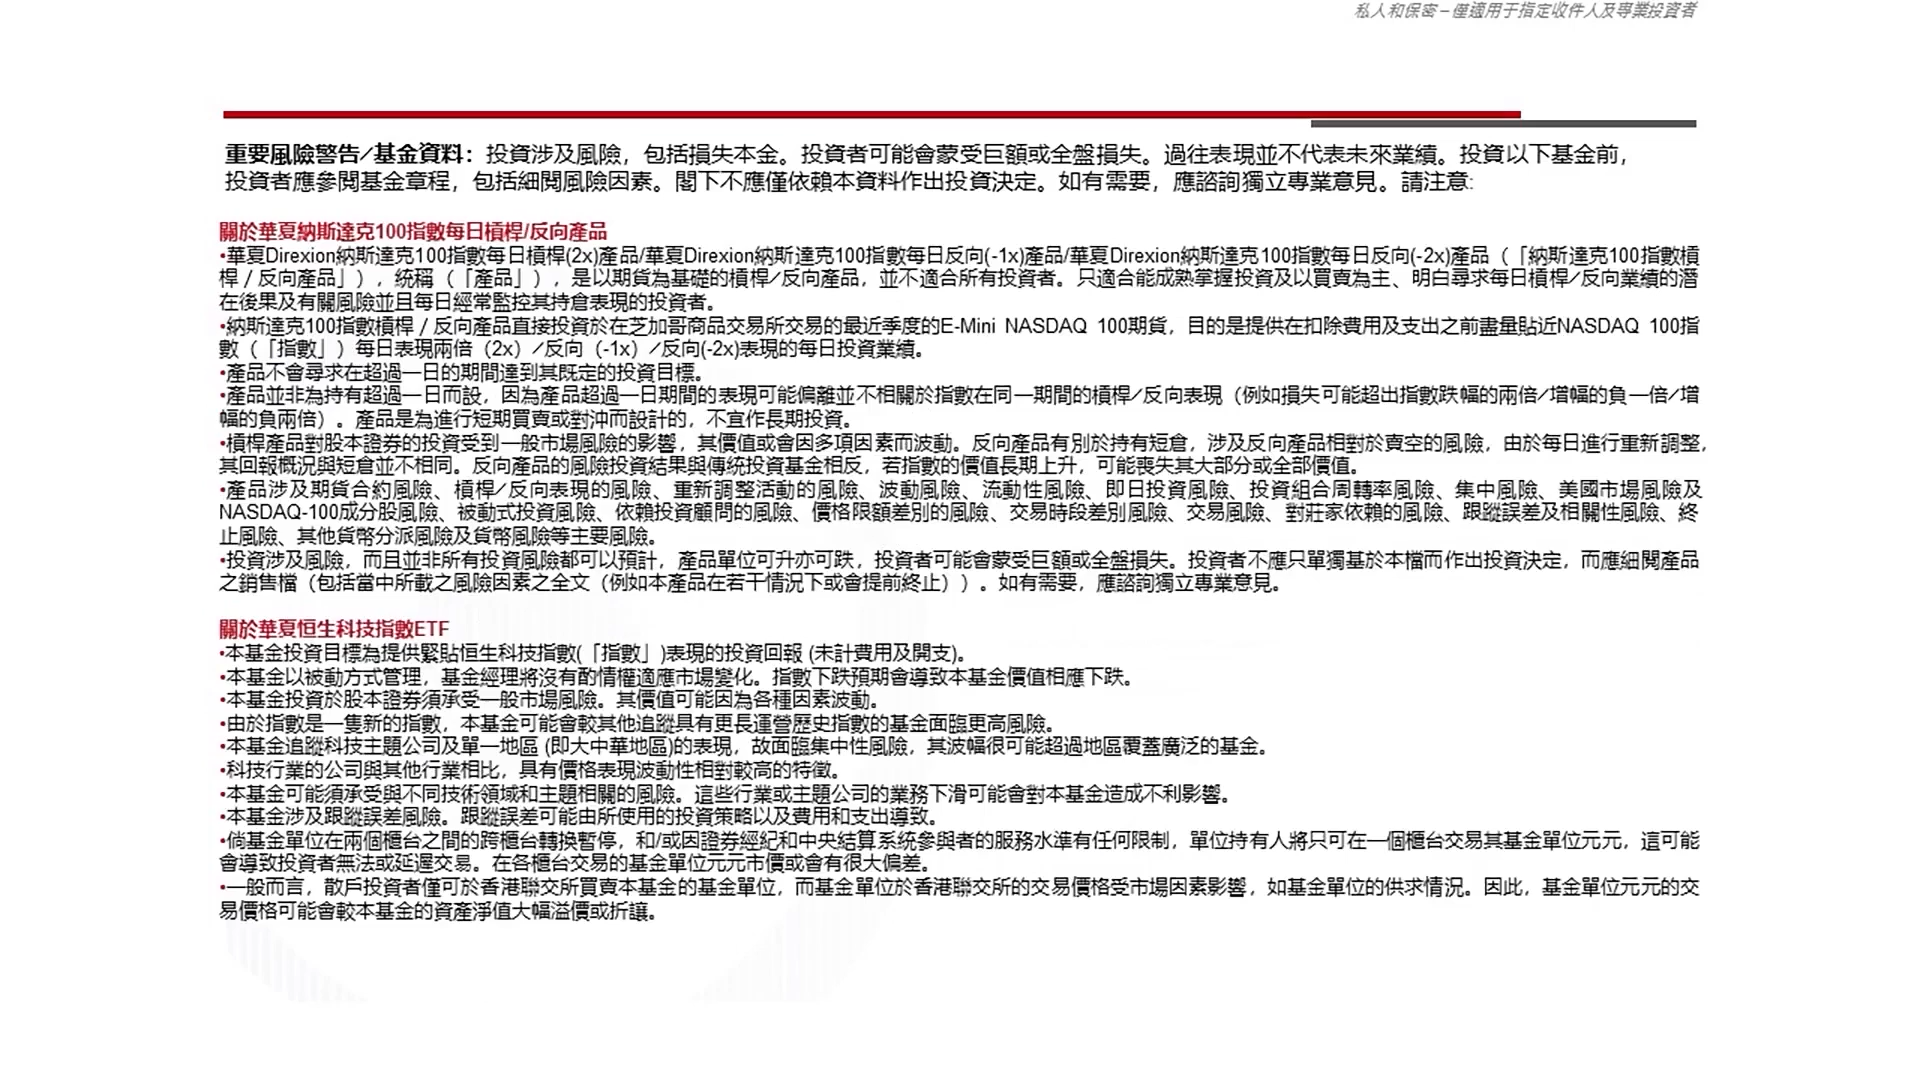 私人和保密 – 僅適用于指定收件人及專業投資者
重要風險警告/基金資料：投資涉及風險，包括損失本金。投資者可能會蒙受巨額或全盤損失。過往表現並不代表未來業績。投資以下基金前，
投資者應參閱基金章程，包括細閱風險因素。閣下不應僅依賴本資料作出投資決定。如有需要，應諮詢獨立專業意見。請注意:
關於華夏納斯達克100指數每日槓桿/反向產品
•華夏Direxion納斯達克100指數每日槓桿(2x)產品/華夏Direxion納斯達克100指數每日反向(-1x)產品/華夏Direxion納斯達克100指數每日反向(-2x)產品（「納斯達克100指數槓
桿 / 反向產品」），統稱（「產品」），是以期貨為基礎的槓桿/反向產品，並不適合所有投資者。只適合能成熟掌握投資及以買賣為主、明白尋求每日槓桿/反向業績的潛
在後果及有關風險並且每日經常監控其持倉表現的投資者。
•納斯達克100指數槓桿 / 反向產品直接投資於在芝加哥商品交易所交易的最近季度的E-Mini NASDAQ 100期貨，目的是提供在扣除費用及支出之前盡量貼近NASDAQ 100指
數（「指數」）每日表現兩倍（2x）/反向（-1x）/反向(-2x)表現的每日投資業績。
•產品不會尋求在超過一日的期間達到其既定的投資目標。
•產品並非為持有超過一日而設，因為產品超過一日期間的表現可能偏離並不相關於指數在同一期間的槓桿/反向表現（例如損失可能超出指數跌幅的兩倍/增幅的負一倍/增
幅的負兩倍）。產品是為進行短期買賣或對沖而設計的，不宜作長期投資。
•槓桿產品對股本證券的投資受到一般市場風險的影響，其價值或會因多項因素而波動。反向產品有別於持有短倉，涉及反向產品相對於賣空的風險，由於每日進行重新調整，
其回報概況與短倉並不相同。反向產品的風險投資結果與傳統投資基金相反，若指數的價值長期上升，可能喪失其大部分或全部價值。
•產品涉及期貨合約風險、槓桿/反向表現的風險、重新調整活動的風險、波動風險、流動性風險、即日投資風險、投資組合周轉率風險、集中風險、美國市場風險及
NASDAQ-100成分股風險、被動式投資風險、依賴投資顧問的風險、價格限額差別的風險、交易時段差別風險、交易風險、對莊家依賴的風險、跟蹤誤差及相關性風險、終
止風險、其他貨幣分派風險及貨幣風險等主要風險。
•投資涉及風險，而且並非所有投資風險都可以預計，產品單位可升亦可跌，投資者可能會蒙受巨額或全盤損失。投資者不應只單獨基於本檔而作出投資決定，而應細閱產品
之銷售檔（包括當中所載之風險因素之全文（例如本產品在若干情況下或會提前終止））。如有需要，應諮詢獨立專業意見。
關於華夏恒生科技指數ETF
•本基金投資目標為提供緊貼恒生科技指數(「指數」)表現的投資回報 (未計費用及開支)。
•本基金以被動方式管理，基金經理將沒有酌情權適應市場變化。指數下跌預期會導致本基金價值相應下跌。
•本基金投資於股本證券須承受一般市場風險。其價值可能因為各種因素波動。
•由於指數是一隻新的指數，本基金可能會較其他追蹤具有更長運營歷史指數的基金面臨更高風險。
•本基金追蹤科技主題公司及單一地區 (即大中華地區)的表現，故面臨集中性風險，其波幅很可能超過地區覆蓋廣泛的基金。
•科技行業的公司與其他行業相比，具有價格表現波動性相對較高的特徵。
•本基金可能須承受與不同技術領域和主題相關的風險。這些行業或主題公司的業務下滑可能會對本基金造成不利影響。
•本基金涉及跟蹤誤差風險。跟蹤誤差可能由所使用的投資策略以及費用和支出導致。
•倘基金單位在兩個櫃台之間的跨櫃台轉換暫停，和/或因證券經紀和中央結算系統參與者的服務水準有任何限制，單位持有人將只可在一個櫃台交易其基金單位元元，這可能
會導致投資者無法或延遲交易。在各櫃台交易的基金單位元元市價或會有很大偏差。
•一般而言，散戶投資者僅可於香港聯交所買賣本基金的基金單位，而基金單位於香港聯交所的交易價格受市場因素影響，如基金單位的供求情況。因此，基金單位元元的交
易價格可能會較本基金的資產淨值大幅溢價或折讓。